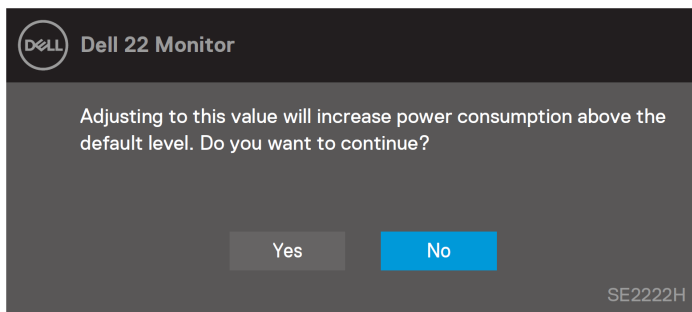 DELL Dell 22 Monitor
Adjusting to this value will increase power consumption above the
default level. Do you want to continue?
Yes No
SE2222H